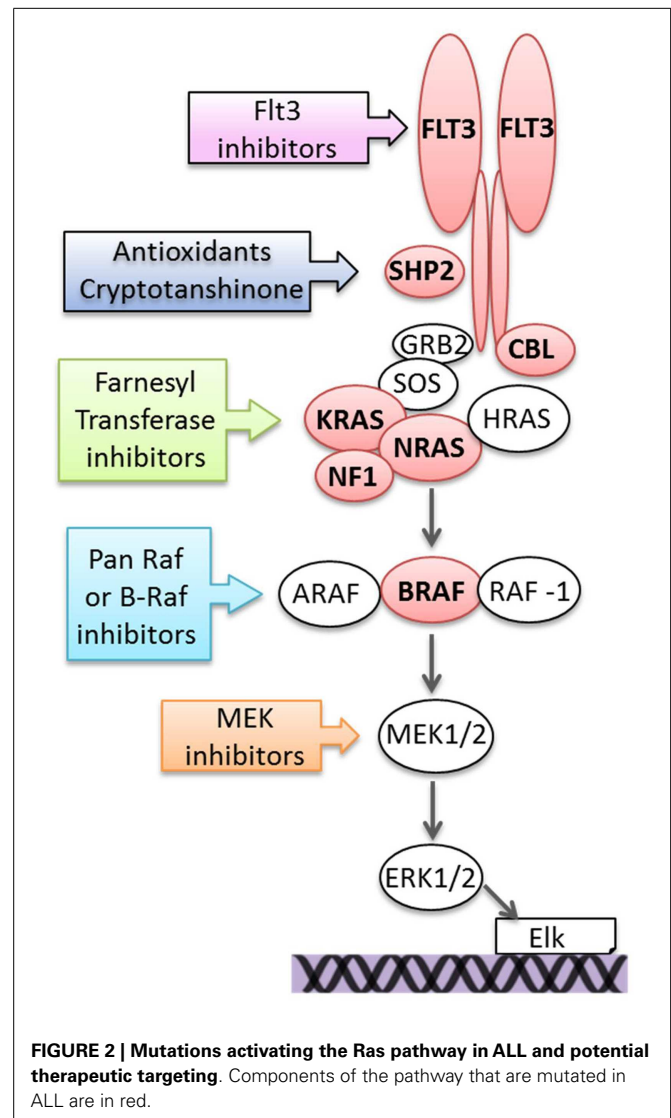 Flt3
inhibitors
FLT3
FLT3
Antioxidants
Cryptotanshinone
SHP2
GRB2
CBL
SOS
Farnesyl
Transferase
inhibitors
KRAS
HRAS
NRAS
NF1
Pan Raf
or B-Raf
inhibitors
ARAF
BRAF
RAF -1
MEK
inhibitors
MEK1/2
ERK1/2
Elk
FIGURE 2 | Mutations activating the Ras pathway in ALL and potential
therapeutic targeting. Components of the pathway that are mutated in
ALL are in red.